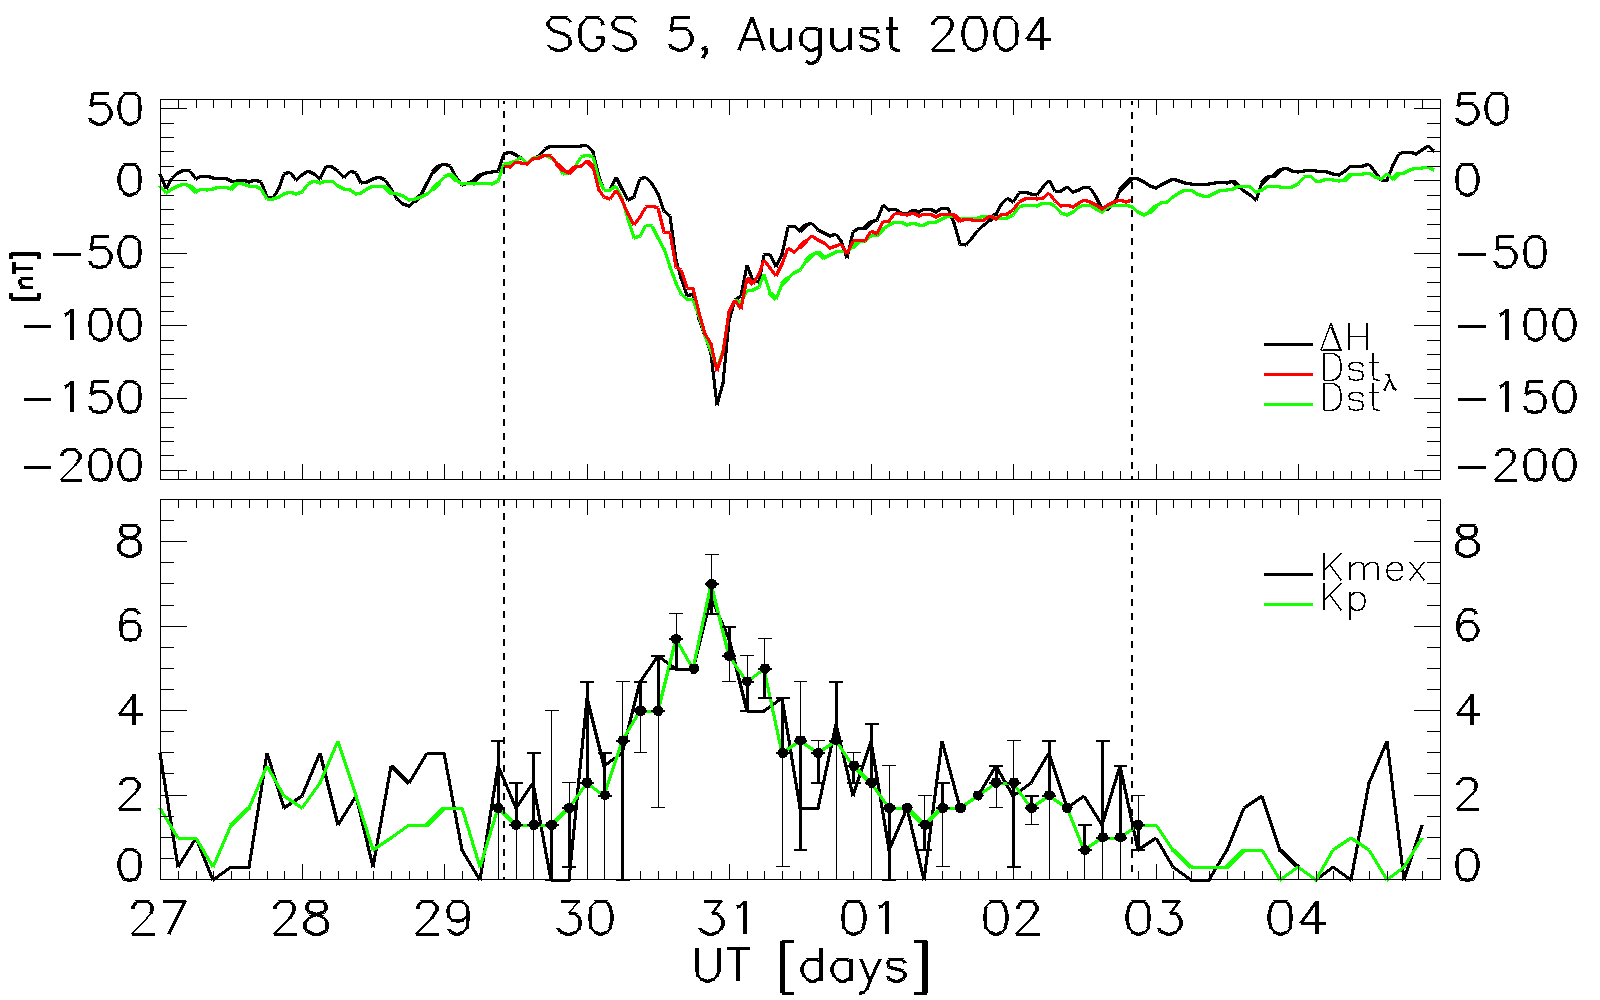 SGS 5, August 2004
50 50
0 0
−50 −50
−100 −100
−150 −150
−200 −200
[nT]
ΔH
Dstλ
Dst
8 8
6 6
4 4
2 2
0 0
Kmex
Kp
27 28 29 30 31 01 02 03 04
UT [days]